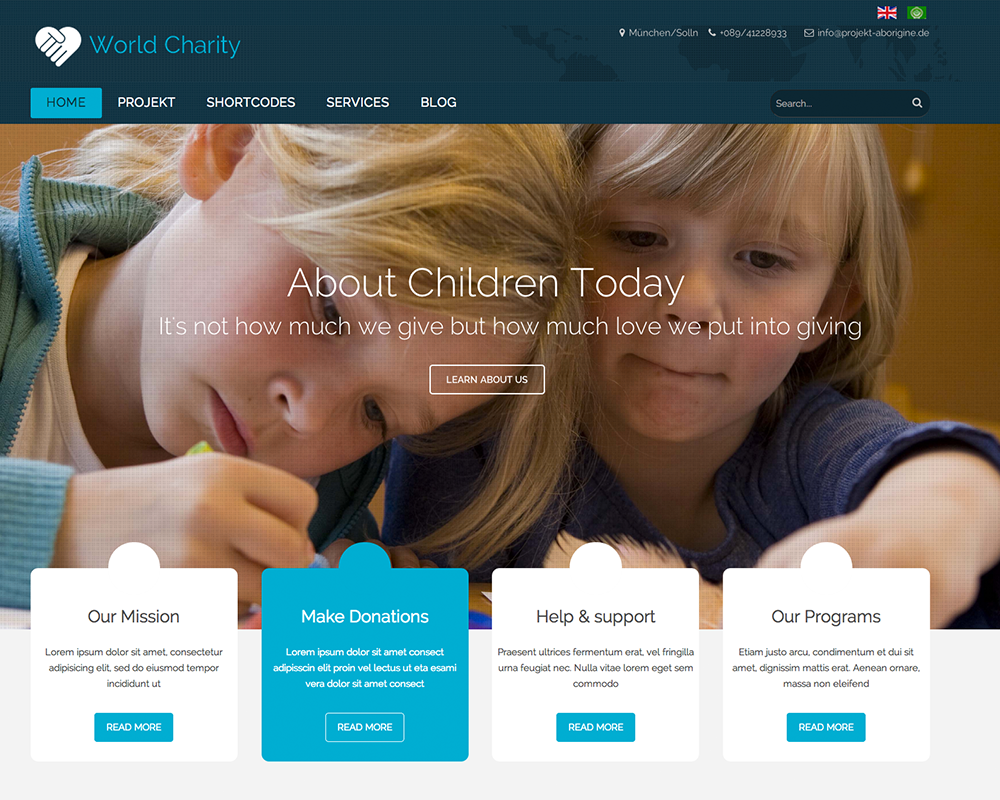 World Charity
München/Solln +089/41228933 info@projekt-aborigine.de
HOME PROJEKT SHORTCODES SERVICES BLOG
Search...
About Children Today
It's not how much we give but how much love we put into giving
LEARN ABOUT US
Our Mission
Lorem ipsum dolor sit amet, consectetur
adipisicing elit, sed do eiusmod tempor
incididunt ut
READ MORE
Make Donations
Lorem ipsum dolor sit amet consect
adipisscin elit proin vel lectus ut eta esami
vera dolor sit amet consect
READ MORE
Help & support
Praesent ultrices fermentum erat, vel fringilla
urna feugiat nec. Nulla vitae lorem eget sem
commodo
READ MORE
Our Programs
Etiam justo arcu, condimentum et dui sit
amet, dignissim mattis erat. Aenean ornare,
massa non eleifend
READ MORE